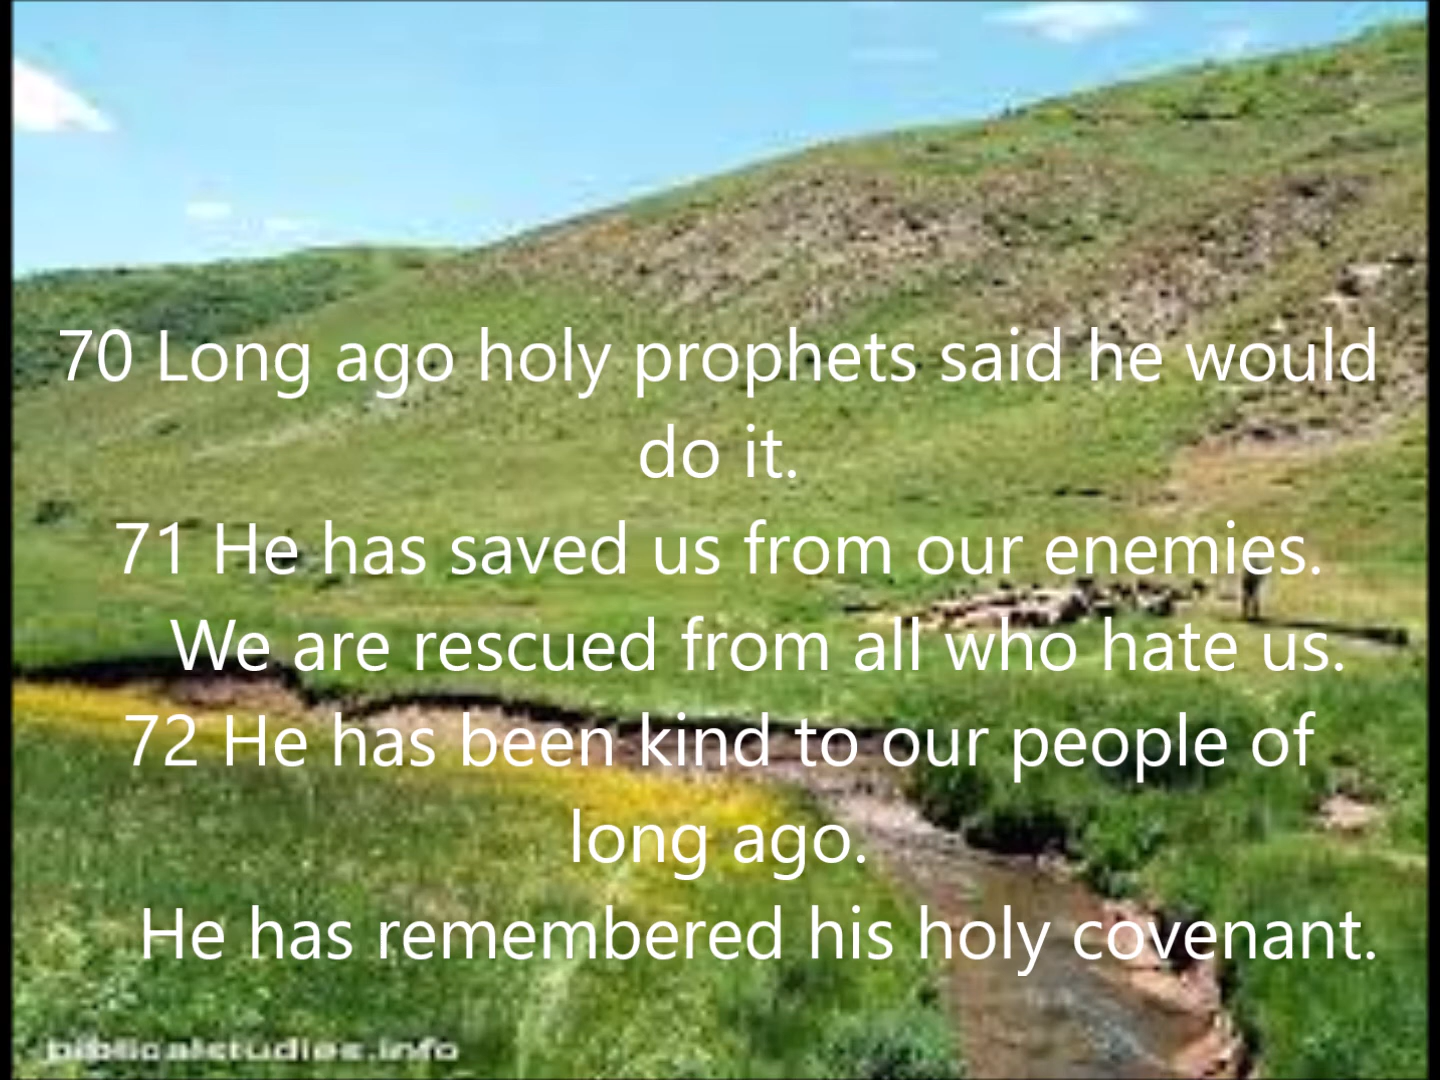 70 Long ago holy prophets said he would
do it.
71 He has saved us from our enemies.
We are rescued from all who hate us.
72 He has been kind to our people of
long ago.
He has remembered his holy covenant.
biblicalstudies.info